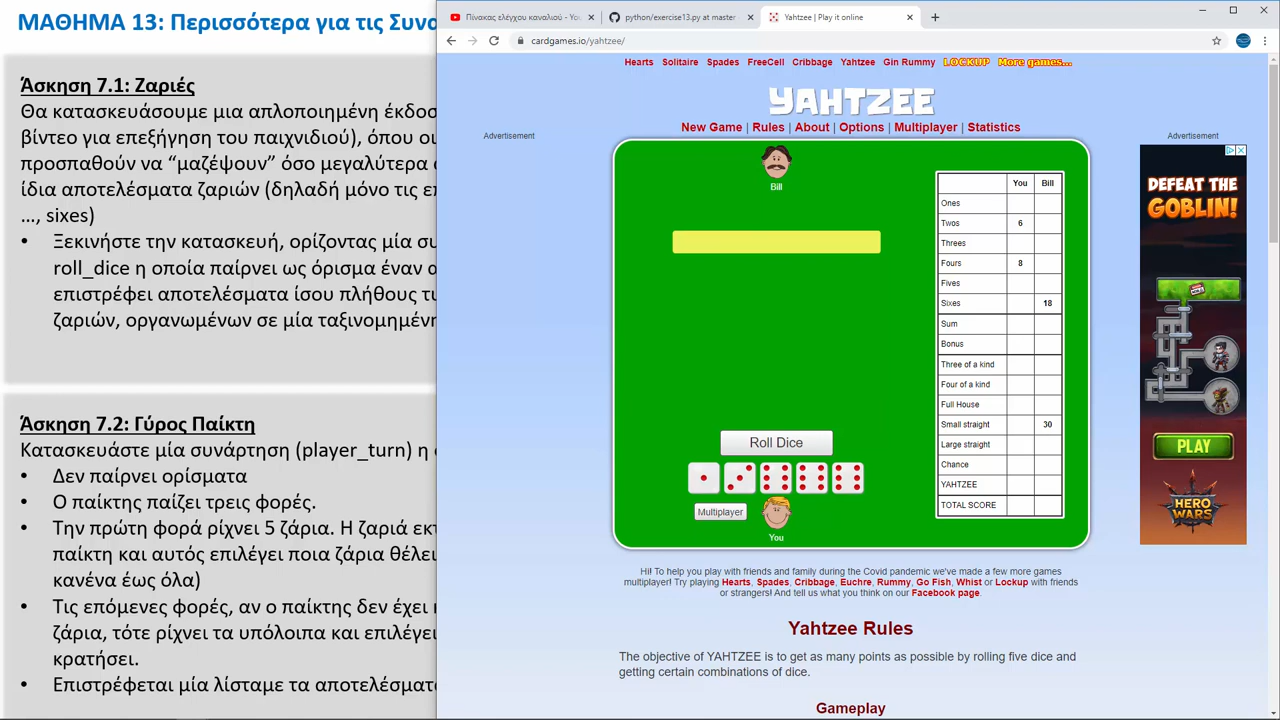 ΜΑΘΗΜΑ 13: Περισσότερα για τις Συνα
Άσκηση 7.1: Ζαριές
Θα κατασκευάσουμε μια απλοποιημένη έκδοσ
βίντεο για επεξήγηση του παιχνιδιού), όπου οι
προσπαθούν να “μαζέψουν” όσο μεγαλύτερα
ίδια αποτελέσματα ζαριών (δηλαδή μόνο τις επ
..., sixes)
• Ξεκινήστε την κατασκευή, ορίζοντας μία συ
roll_dice η οποία παίρνει ως όρισμα έναν α
επιστρέφει αποτελέσματα ίσου πλήθους τυ
ζαριών, οργανωμένων σε μία ταξινομημένη
Άσκηση 7.2: Γύρος Παίκτη
Κατασκευάστε μία συνάρτηση (player_turn) η
• Δεν παίρνει ορίσματα
• Ο παίκτης παίζει τρεις φορές.
• Την πρώτη φορά ρίχνει 5 ζάρια. Η ζαριά εκτ
παίκτη και αυτός επιλέγει ποια ζάρια θέλει
κανένα έως όλα)
• Τις επόμενες φορές, αν ο παίκτης δεν έχει κ
ζάρια, τότε ρίχνει τα υπόλοιπα και επιλέγει
κρατήσει.
• Επιστρέφεται μία λίσταμε τα αποτελέσματ
Πίνακας ελέγχου καναλιού - You
python/exercise13.py at master
Yahtzee | Play it online
cardgames.io/yahtzee/
Hearts Solitaire Spades FreeCell Cribbage Yahtzee Gin Rummy LOCKUP More games...
YAHTZEE
New Game | Rules | About | Options | Multiplayer | Statistics
Advertisement
Advertisement
Bill
You Bill
Ones
Twos 6
Threes
Fours 8
Fives
Sixes 18
Sum
Bonus
Three of a kind
Four of a kind
Full House
Small straight 30
Large straight
Chance
YAHTZEE
TOTAL SCORE
Roll Dice
Multiplayer
You
DEFEAT THE
GOBLIN!
PLAY
HERO
WARS
Hi! To help you play with friends and family during the Covid pandemic we've made a few more games
multiplayer! Try playing Hearts, Spades, Cribbage, Euchre, Rummy, Go Fish, Whist or Lockup with friends
or strangers! And tell us what you think on our Facebook page.
Yahtzee Rules
The objective of YAHTZEE is to get as many points as possible by rolling five dice and
getting certain combinations of dice.
Gameplay